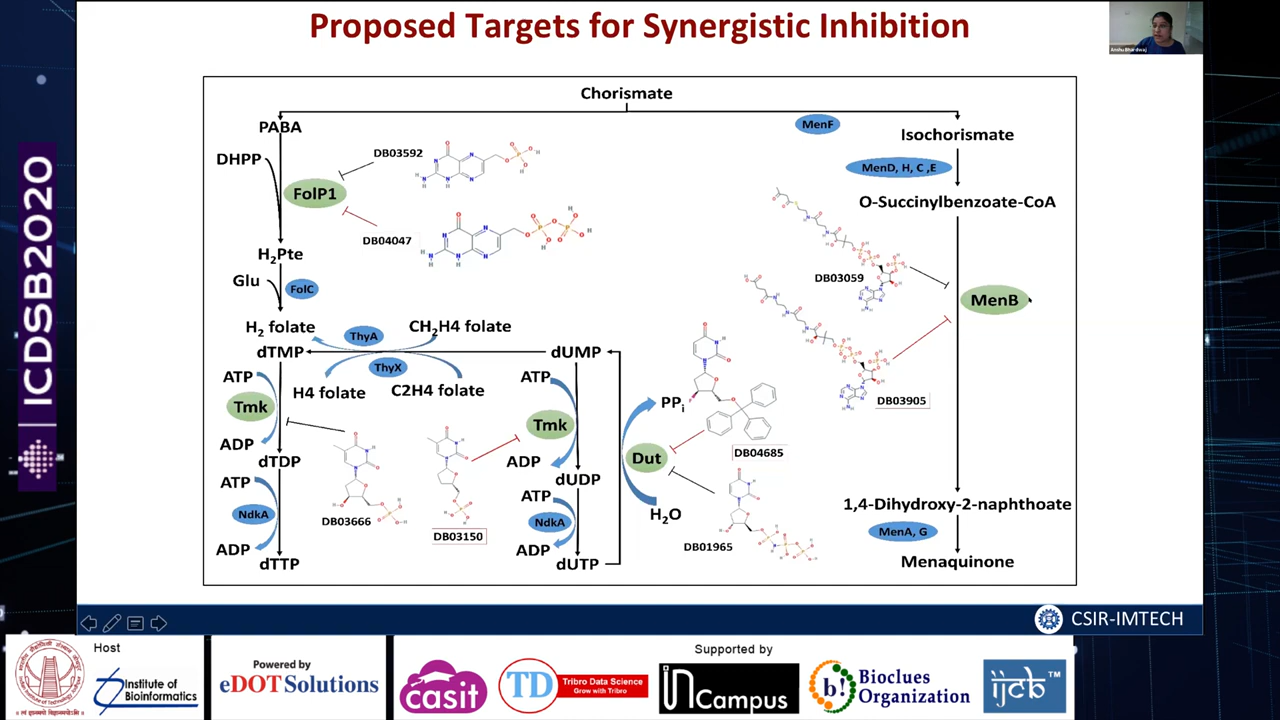 Proposed Targets for Synergistic Inhibition
Anshu Bhardwaj
ICDSB2020
Chorismate
PABA
MenF
Isochorismate
DHPP
DB03592
FolP1
MenD, H, C ,E
O-Succinylbenzoate-CoA
DB04047
H2Pte
Glu
FolC
DB03059
MenB
H2 folate
ThyA
CH2H4 folate
dTMP
dUMP
ThyX
H4 folate
C2H4 folate
ATP
Tmk
ADP
dTDP
ATP
Tmk
ADP
dUDP
PPi
Dut
H2O
DB04685
DB03905
DB03666
DB03150
DB01965
ATP
NdkA
ADP
dTTP
ATP
NdkA
ADP
dUTP
1,4-Dihydroxy-2-naphthoate
MenA, G
Menaquinone
CSIR-IMTECH
Host
Institute of
Bioinformatics
Powered by
eDOT Solutions
Supported by
casit
TD
Tribro Data Science
Grow with Tribro
inCampus
b!
Bioclues
Organization
ijcb™